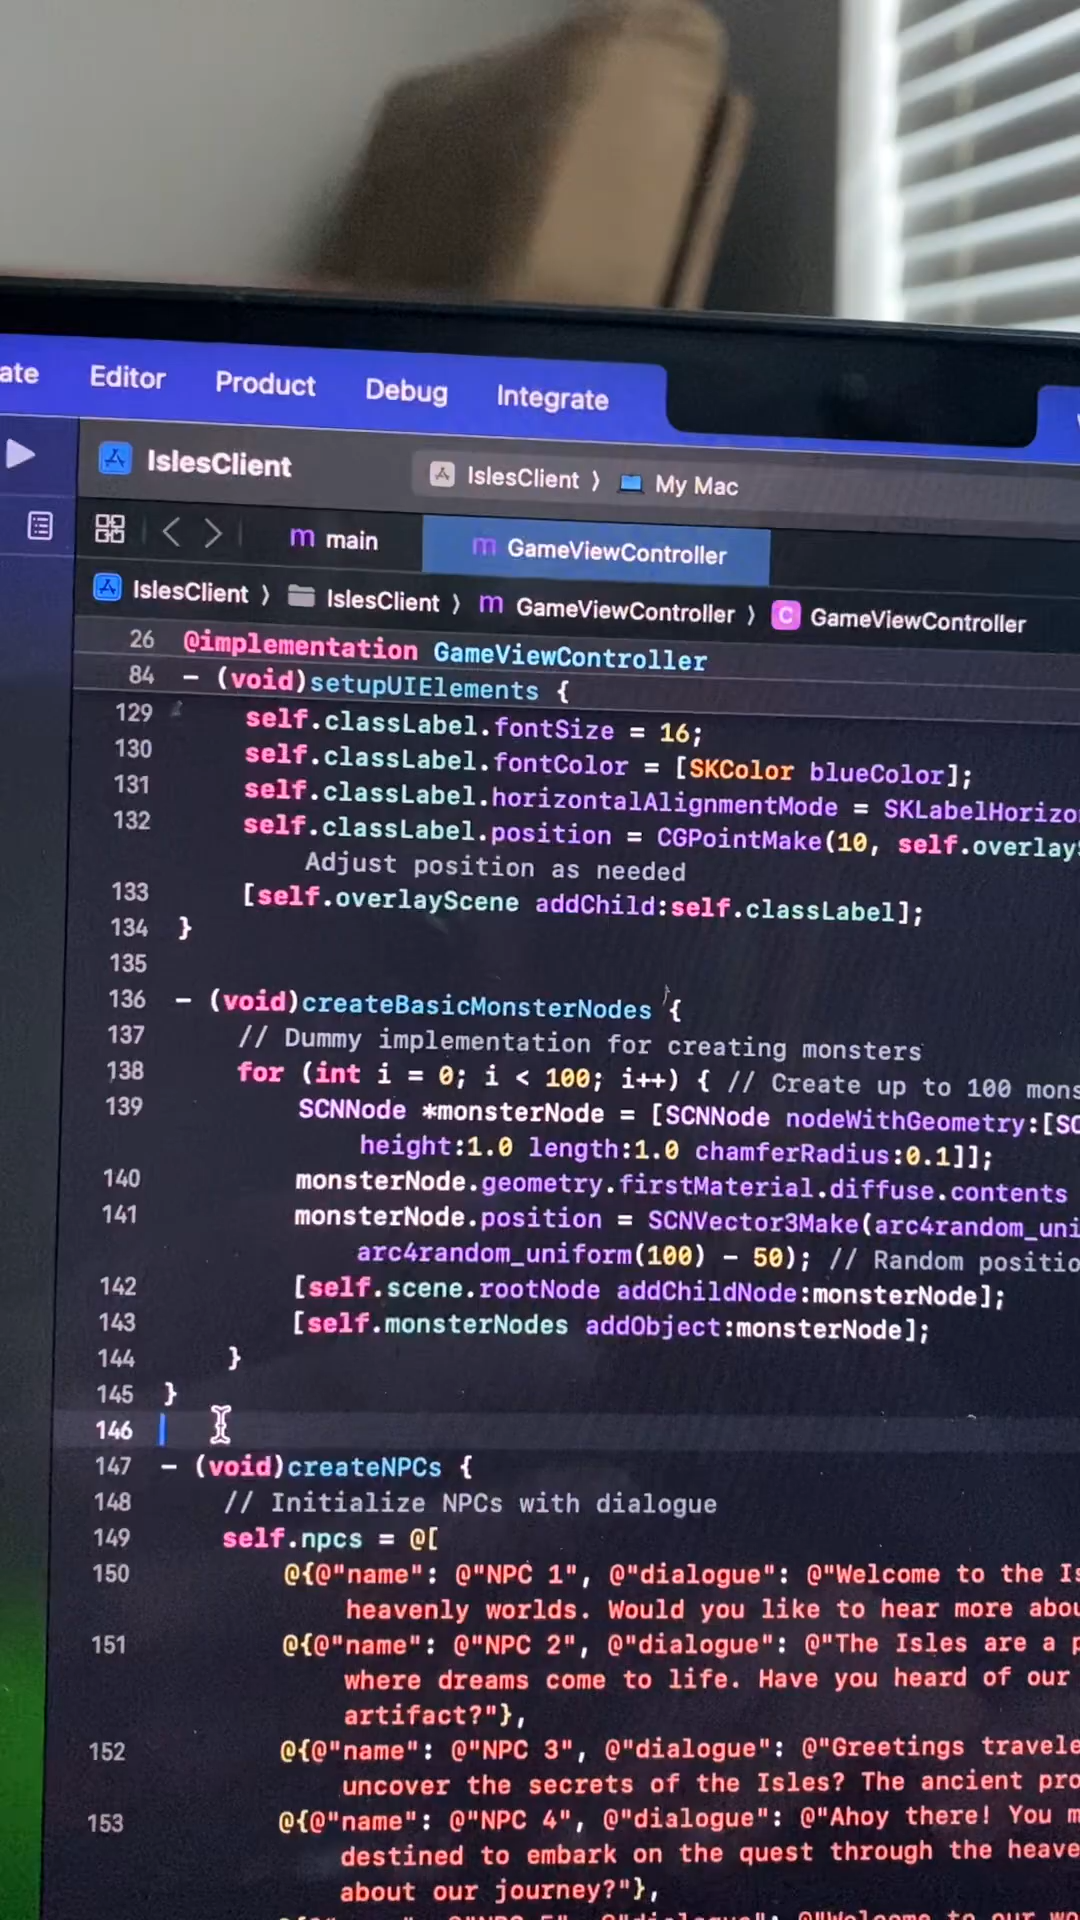 ate Editor Product Debug Integrate
IslesClient IslesClient ⟩ My Mac
m main m GameViewController
IslesClient ⟩ IslesClient ⟩ m GameViewController ⟩ C GameViewController
26 @implementation GameViewController
84 - (void)setupUIElements {
129 self.classLabel.fontSize = 16;
130 self.classLabel.fontColor = [SKColor blueColor];
131 self.classLabel.horizontalAlignmentMode = SKLabelHorizo
132 self.classLabel.position = CGPointMake(10, self.overlayS
Adjust position as needed
133 [self.overlayScene addChild:self.classLabel];
134 }
135
136 - (void)createBasicMonsterNodes {
137 // Dummy implementation for creating monsters
138 for (int i = 0; i < 100; i++) { // Create up to 100 mons
139 SCNNode *monsterNode = [SCNNode nodeWithGeometry:[SC
height:1.0 length:1.0 chamferRadius:0.1]];
140 monsterNode.geometry.firstMaterial.diffuse.contents
141 monsterNode.position = SCNVector3Make(arc4random_uni
arc4random_uniform(100) - 50); // Random positio
142 [self.scene.rootNode addChildNode:monsterNode];
143 [self.monsterNodes addObject:monsterNode];
144 }
145 }
146
147 - (void)createNPCs {
148 // Initialize NPCs with dialogue
149 self.npcs = @[
150 @{@"name": @"NPC 1", @"dialogue": @"Welcome to the Is
heavenly worlds. Would you like to hear more abou
151 @{@"name": @"NPC 2", @"dialogue": @"The Isles are a p
where dreams come to life. Have you heard of our
artifact?"},
152 @{@"name": @"NPC 3", @"dialogue": @"Greetings travele
uncover the secrets of the Isles? The ancient pro
153 @{@"name": @"NPC 4", @"dialogue": @"Ahoy there! You m
destined to embark on the quest through the heave
about our journey?"},